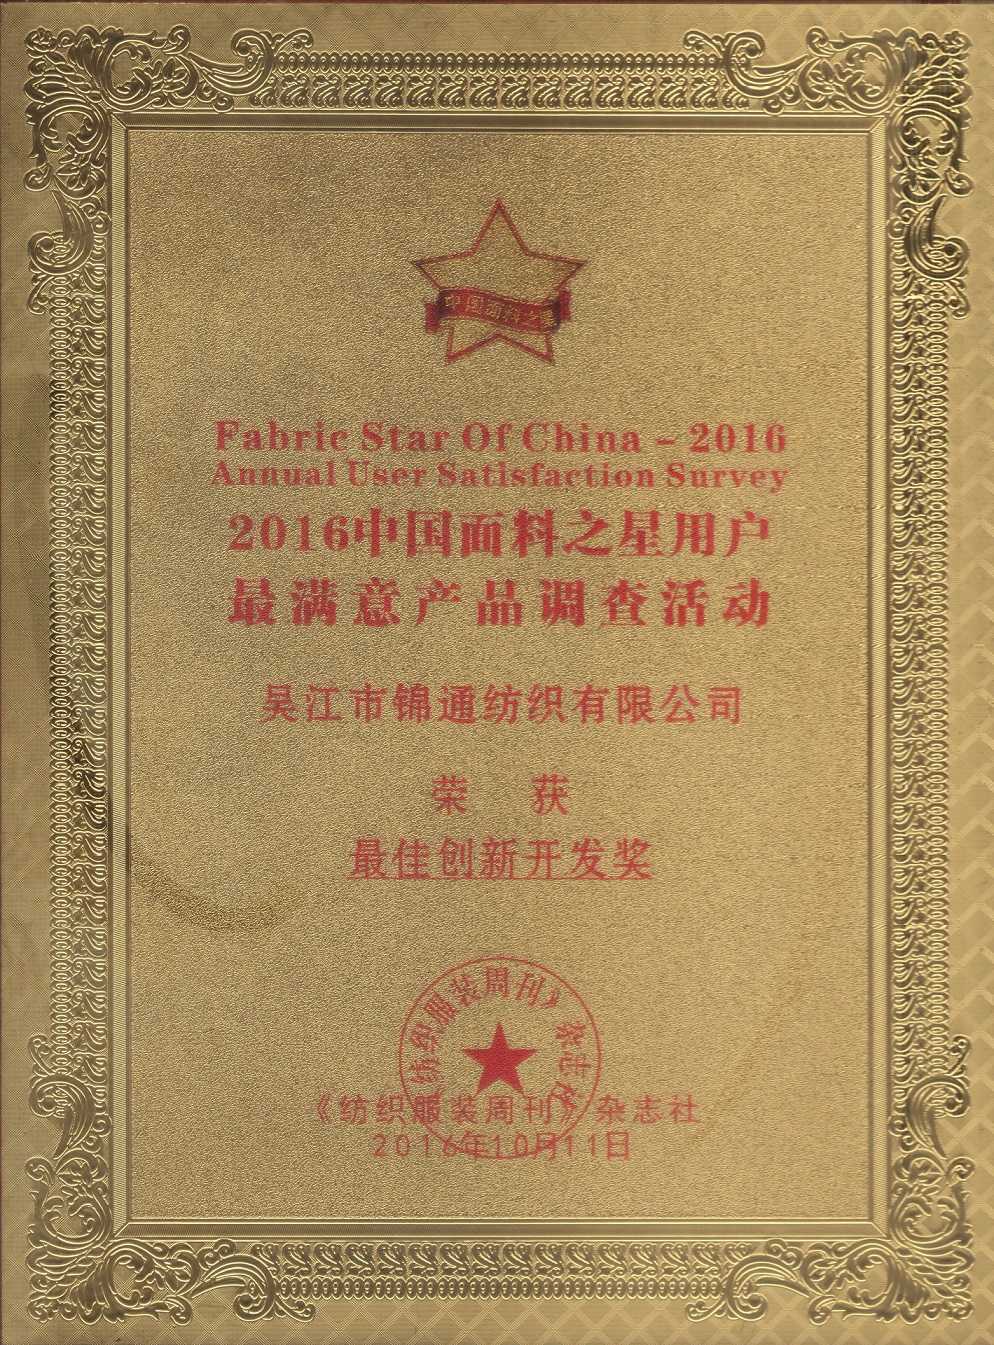 中国面料之星
Fabric Star Of China - 2016
Annual User Satisfaction Survey
2016中国面料之星用户
最满意产品调查活动
吴江市锦通纺织有限公司
荣 获
最佳创新开发奖
《纺织服装周刊》杂志社
《纺织服装周刊》杂志社
2016年10月11日